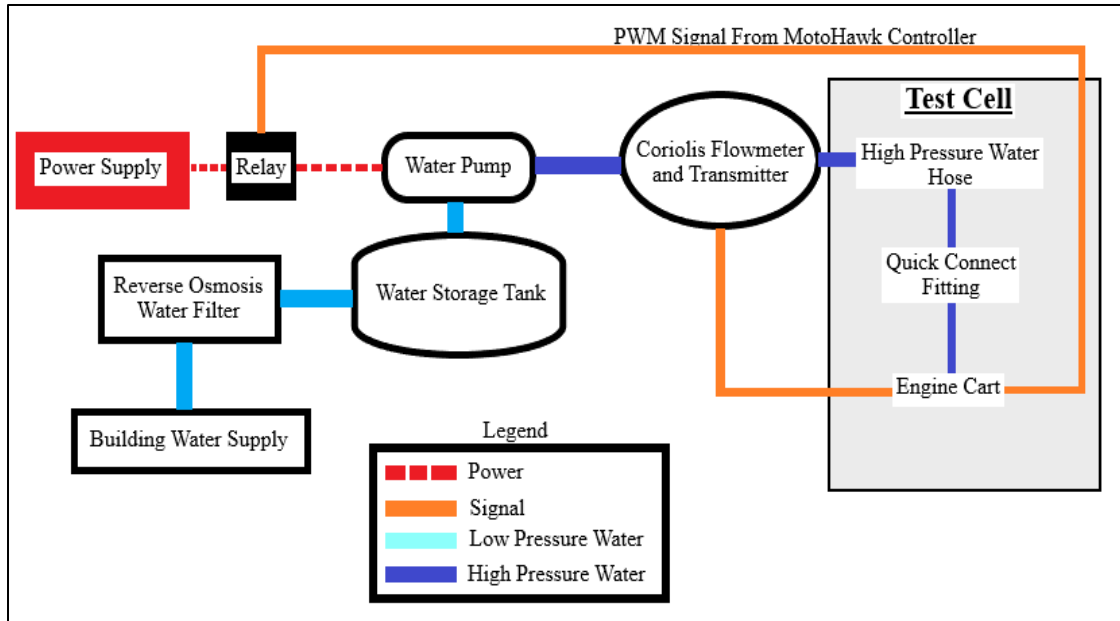 PWM Signal From MotoHawk Controller
Test Cell
Power Supply
Relay
Water Pump
Coriolis Flowmeter
and Transmitter
High Pressure Water
Hose
Reverse Osmosis
Water Filter
Water Storage Tank
Quick Connect
Fitting
Engine Cart
Building Water Supply
Legend
Power
Signal
Low Pressure Water
High Pressure Water